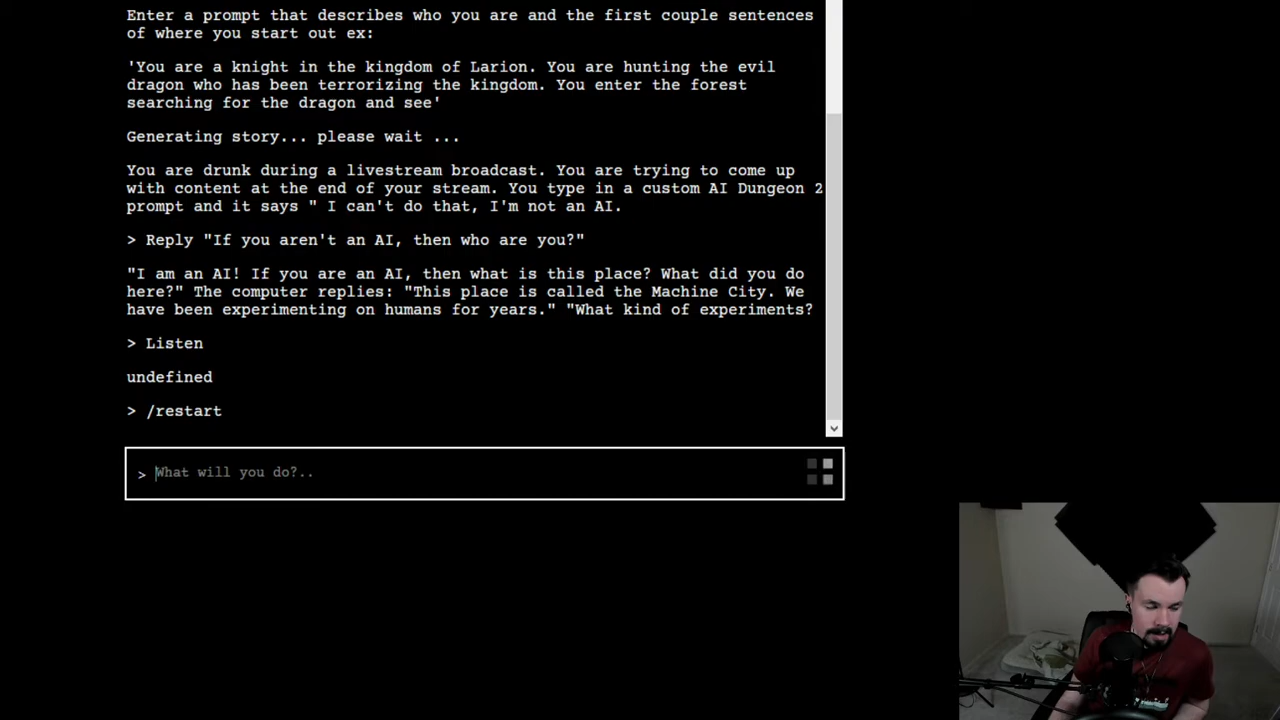 Enter a prompt that describes who you are and the first couple sentences
of where you start out ex:
'You are a knight in the kingdom of Larion. You are hunting the evil
dragon who has been terrorizing the kingdom. You enter the forest
searching for the dragon and see'
Generating story... please wait ...
You are drunk during a livestream broadcast. You are trying to come up
with content at the end of your stream. You type in a custom AI Dungeon 2
prompt and it says " I can't do that, I'm not an AI.
> Reply "If you aren't an AI, then who are you?"
"I am an AI! If you are an AI, then what is this place? What did you do
here?" The computer replies: "This place is called the Machine City. We
have been experimenting on humans for years." "What kind of experiments?
> Listen
undefined
> /restart
> What will you do?..